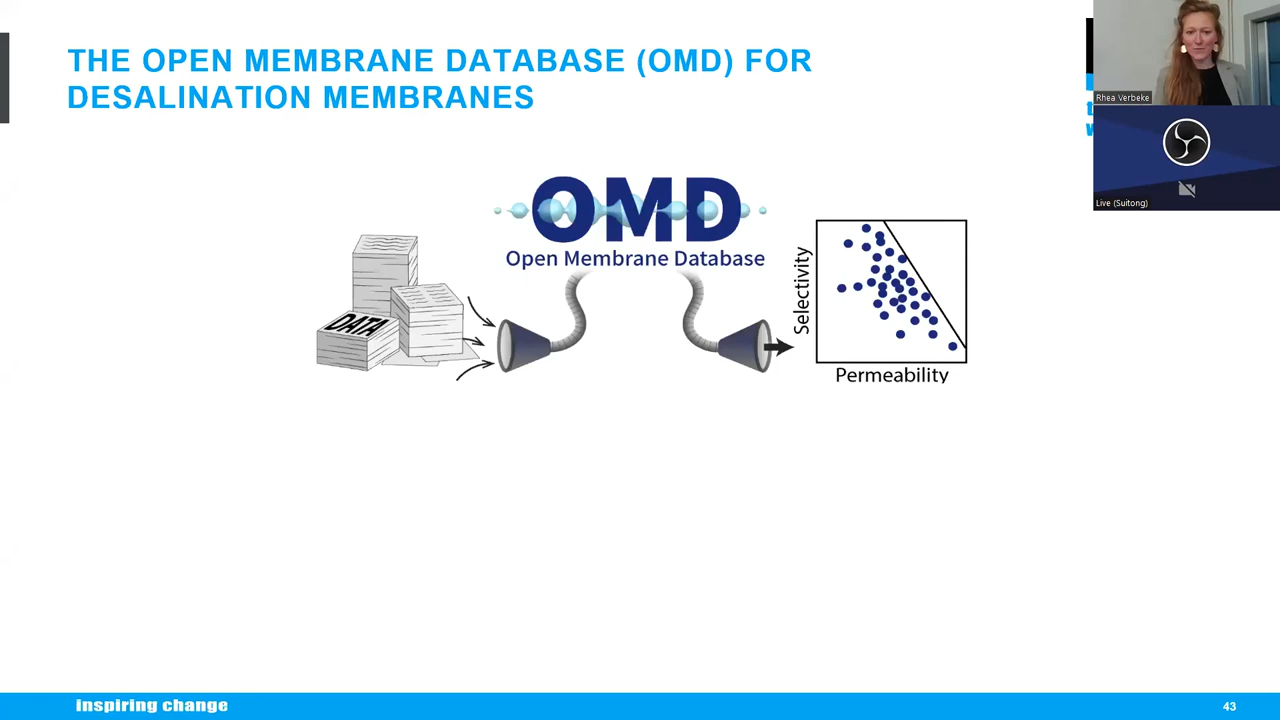 THE OPEN MEMBRANE DATABASE (OMD) FOR
DESALINATION MEMBRANES
Rhea Verbeke
Live (Suitong)
OMD
Open Membrane Database
DATA
Selectivity
Permeability
inspiring change
43